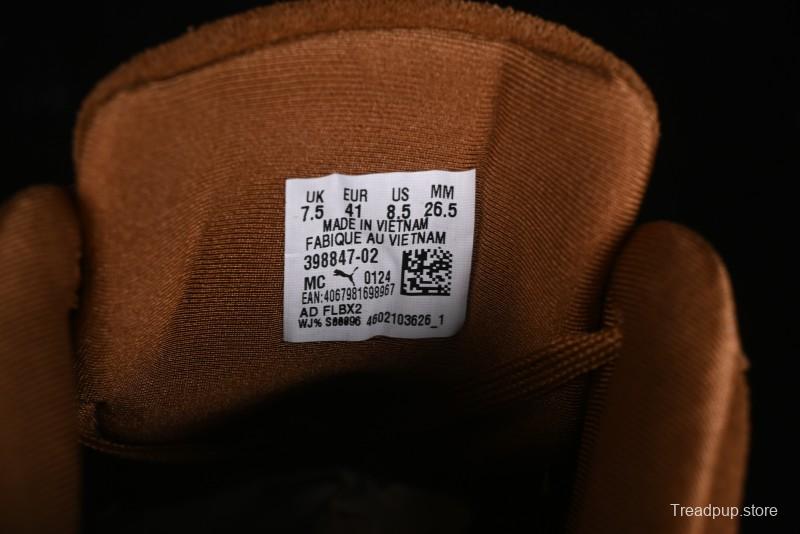 UK EUR US MM
7.5 41 8.5 26.5
MADE IN VIETNAM
FABIQUE AU VIETNAM
398847-02
MC 0124
EAN:4067981698967
AD FLBX2
WJ% 4602103626_1
Treadpup.store